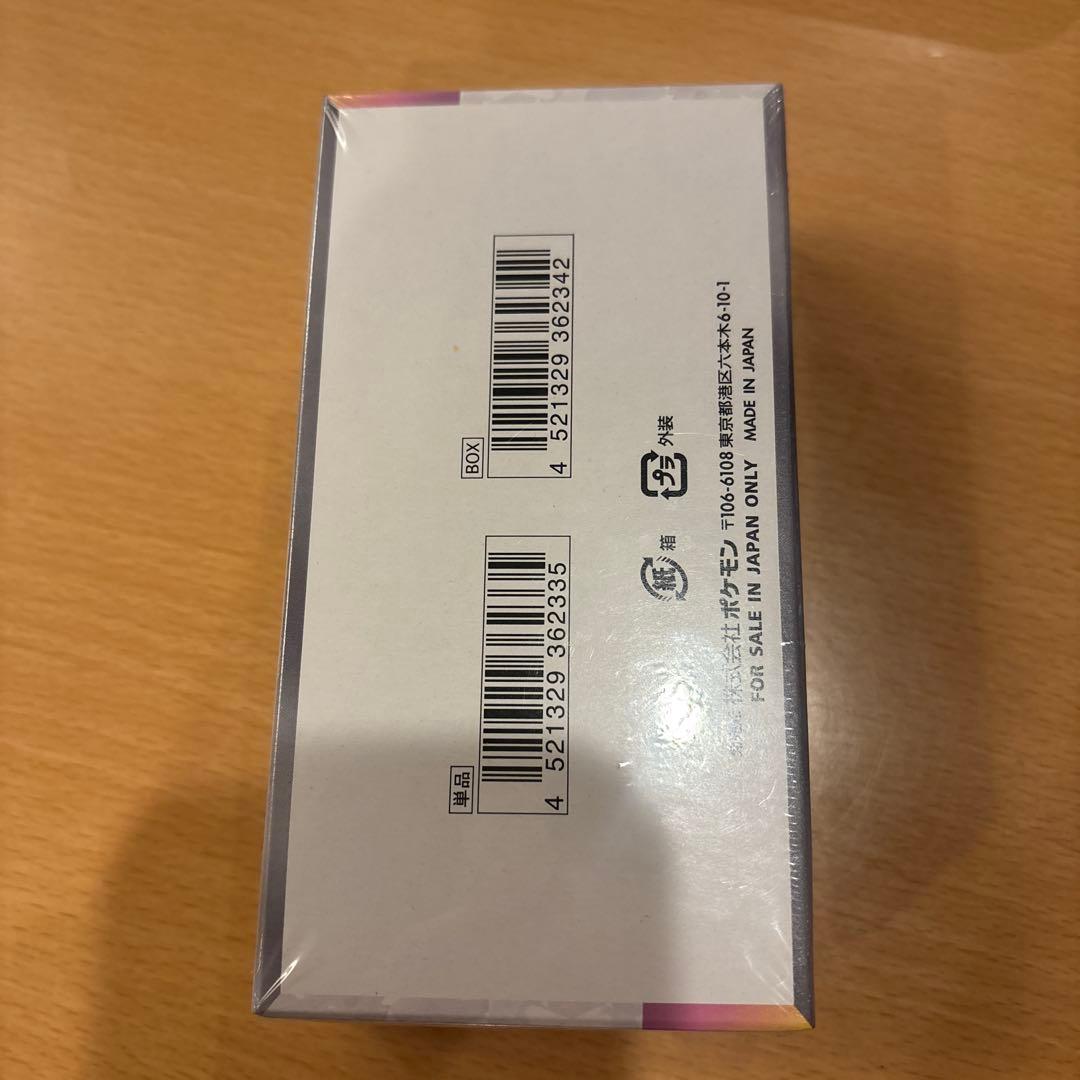 単品
4 521329 362335
BOX
4 521329 362342
紙 箱
プラ 外装
株式会社ポケモン 〒106-6108 東京都港区六本木6-10-1
FOR SALE IN JAPAN ONLY MADE IN JAPAN